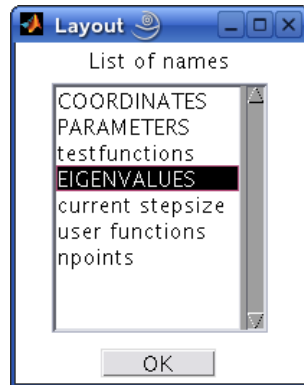 Layout
List of names
COORDINATES
PARAMETERS
testfunctions
EIGENVALUES
current stepsize
user functions
npoints
OK